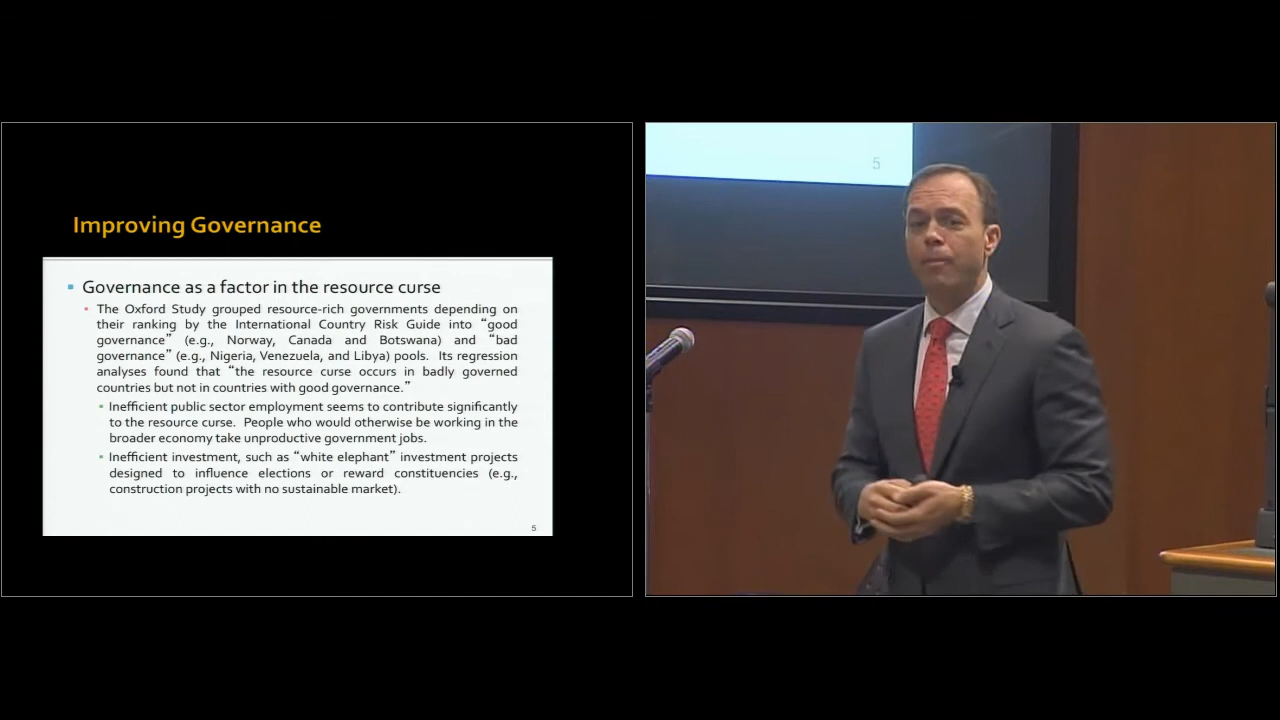 Improving Governance
Governance as a factor in the resource curse
The Oxford Study grouped resource-rich governments depending on
their ranking by the International Country Risk Guide into “good
governance” (e.g., Norway, Canada and Botswana) and “bad
governance” (e.g., Nigeria, Venezuela, and Libya) pools. Its regression
analyses found that “the resource curse occurs in badly governed
countries but not in countries with good governance.”
Inefficient public sector employment seems to contribute significantly
to the resource curse. People who would otherwise be working in the
broader economy take unproductive government jobs.
Inefficient investment, such as “white elephant” investment projects
designed to influence elections or reward constituencies (e.g.,
construction projects with no sustainable market).
5
5